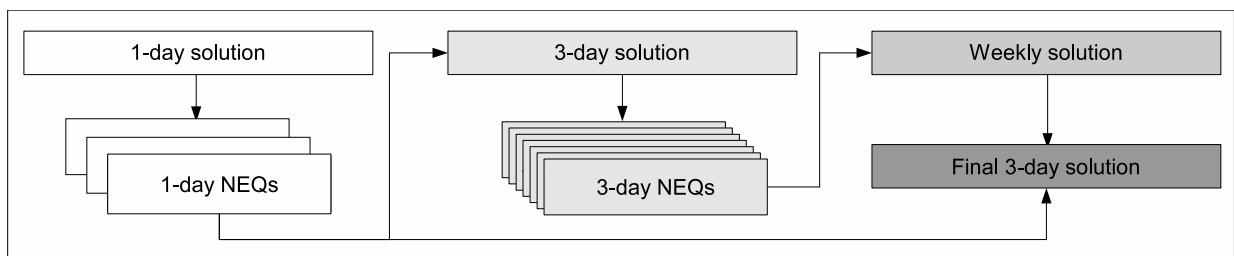 1-day solution
3-day solution
Weekly solution
1-day NEQs
3-day NEQs
Final 3-day solution